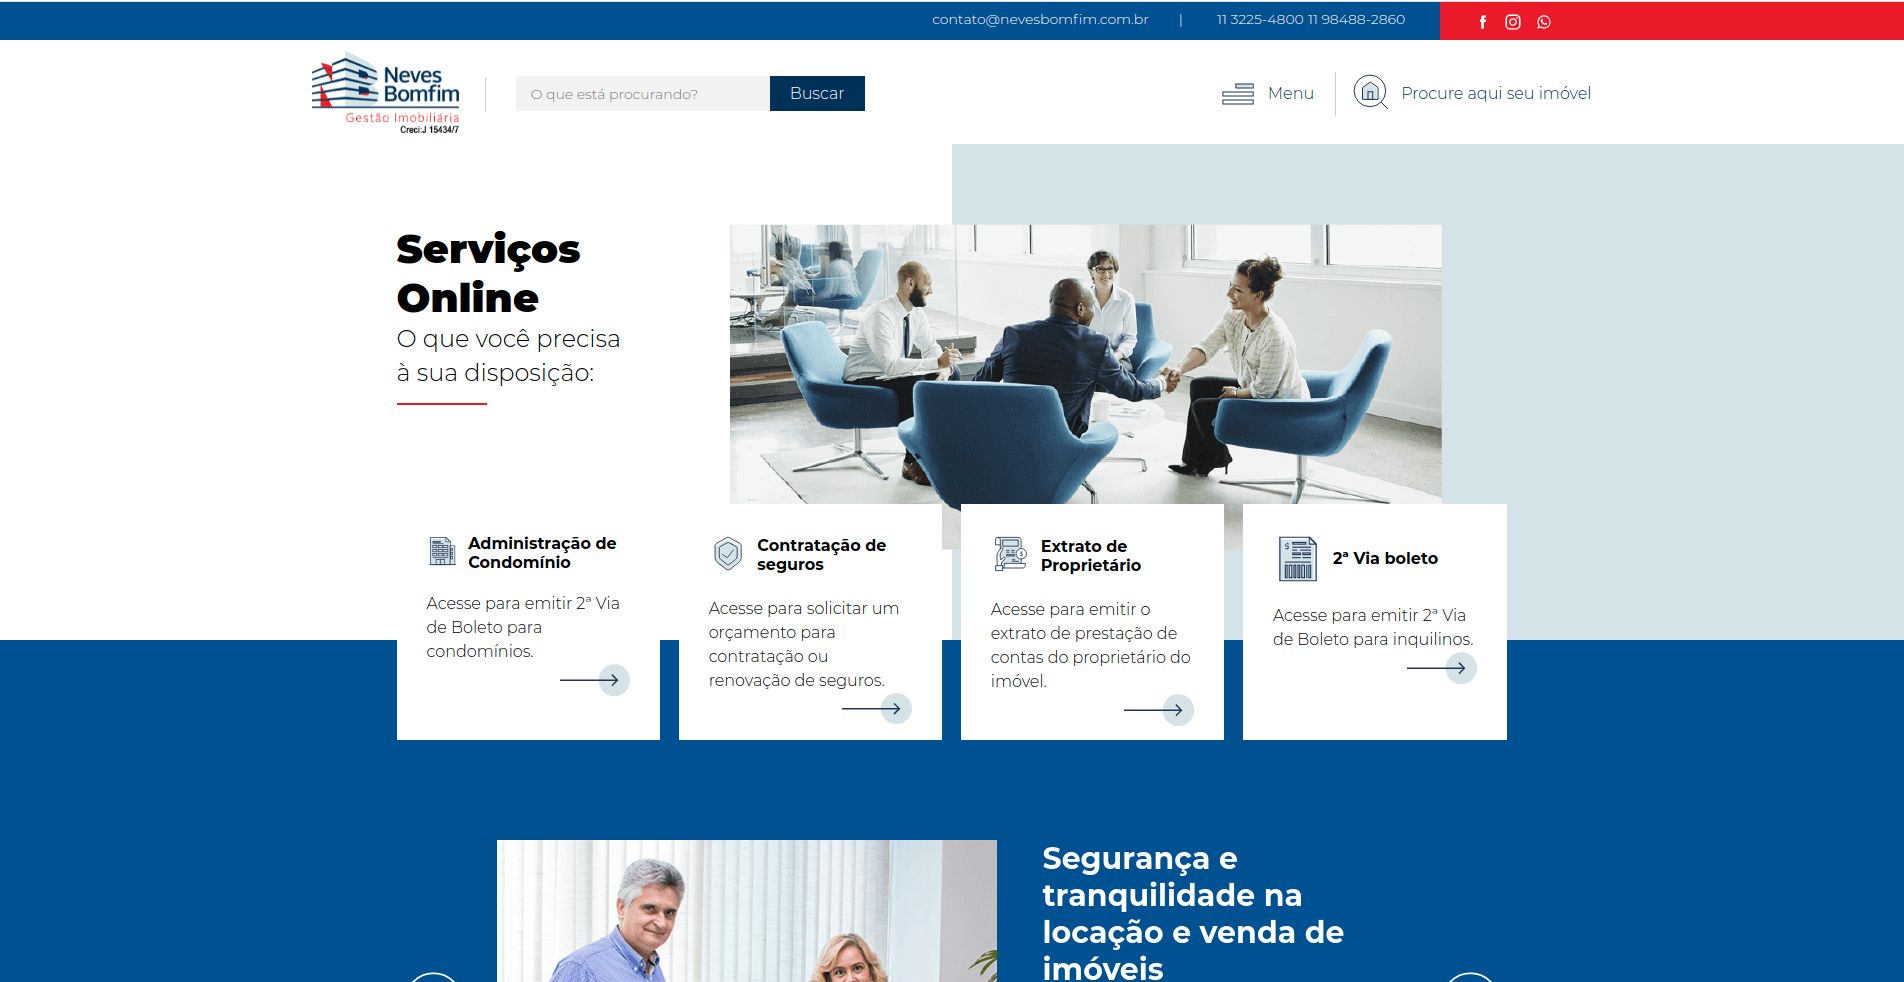 contato@nevesbomfim.com.br | 11 3225-4800 11 98488-2860
Neves
Bomfim
Gestão Imobiliária
Creci:J 15434/7
O que está procurando?
Buscar
Menu
Procure aqui seu imóvel
Serviços
Online
O que você precisa
à sua disposição:
Administração de
Condomínio
Acesse para emitir 2ª Via
de Boleto para
condomínios.
Contratação de
seguros
Acesse para solicitar um
orçamento para
contratação ou
renovação de seguros.
Extrato de
Proprietário
Acesse para emitir o
extrato de prestação de
contas do proprietário do
imóvel.
2ª Via boleto
Acesse para emitir 2ª Via
de Boleto para inquilinos.
Segurança e
tranquilidade na
locação e venda de
imóveis